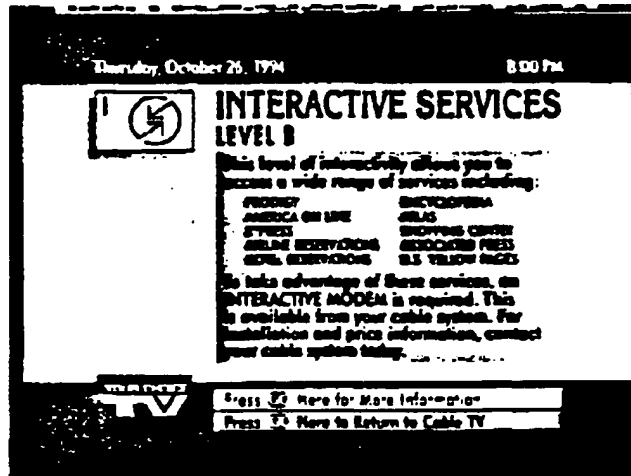 Thursday, October 26, 1994 8:00 PM
INTERACTIVE SERVICES
LEVEL B
This level of interactivity allows you to
access a wide range of services including:
PRODIGY ENCYCLOPEDIA
AMERICA ON LINE ATLAS
X*PRESS SHOPPING CENTER
AIRLINE RESERVATIONS ASSOCIATED PRESS
HOTEL RESERVATIONS U.S. YELLOW PAGES
To take advantage of these services, an
INTERACTIVE MODEM is required. This
is available from your cable system. For
installation and price information, contact
your cable system today.
TV
Press Here for More Information
Press Here to Return to Cable TV